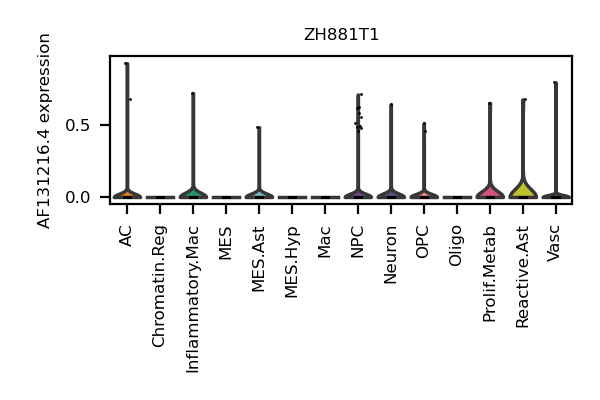 ZH881T1
AF131216.4 expression
0.5
0.0
AC
Chromatin.Reg
Inflammatory.Mac
MES
MES.Ast
MES.Hyp
Mac
NPC
Neuron
OPC
Oligo
Prolif.Metab
Reactive.Ast
Vasc